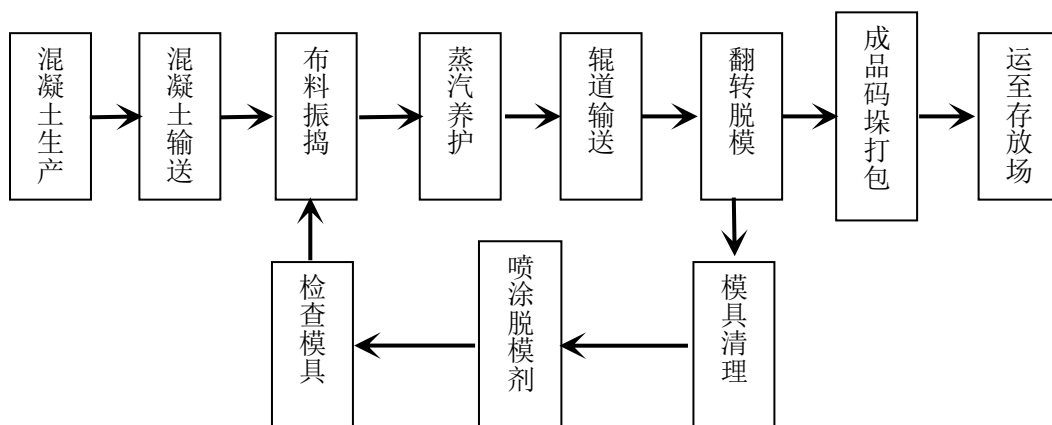 混凝土生产
混凝土输送
布料振捣
蒸汽养护
辊道输送
翻转脱模
成品码垛打包
运至存放场
检查模具
喷涂脱模剂
模具清理